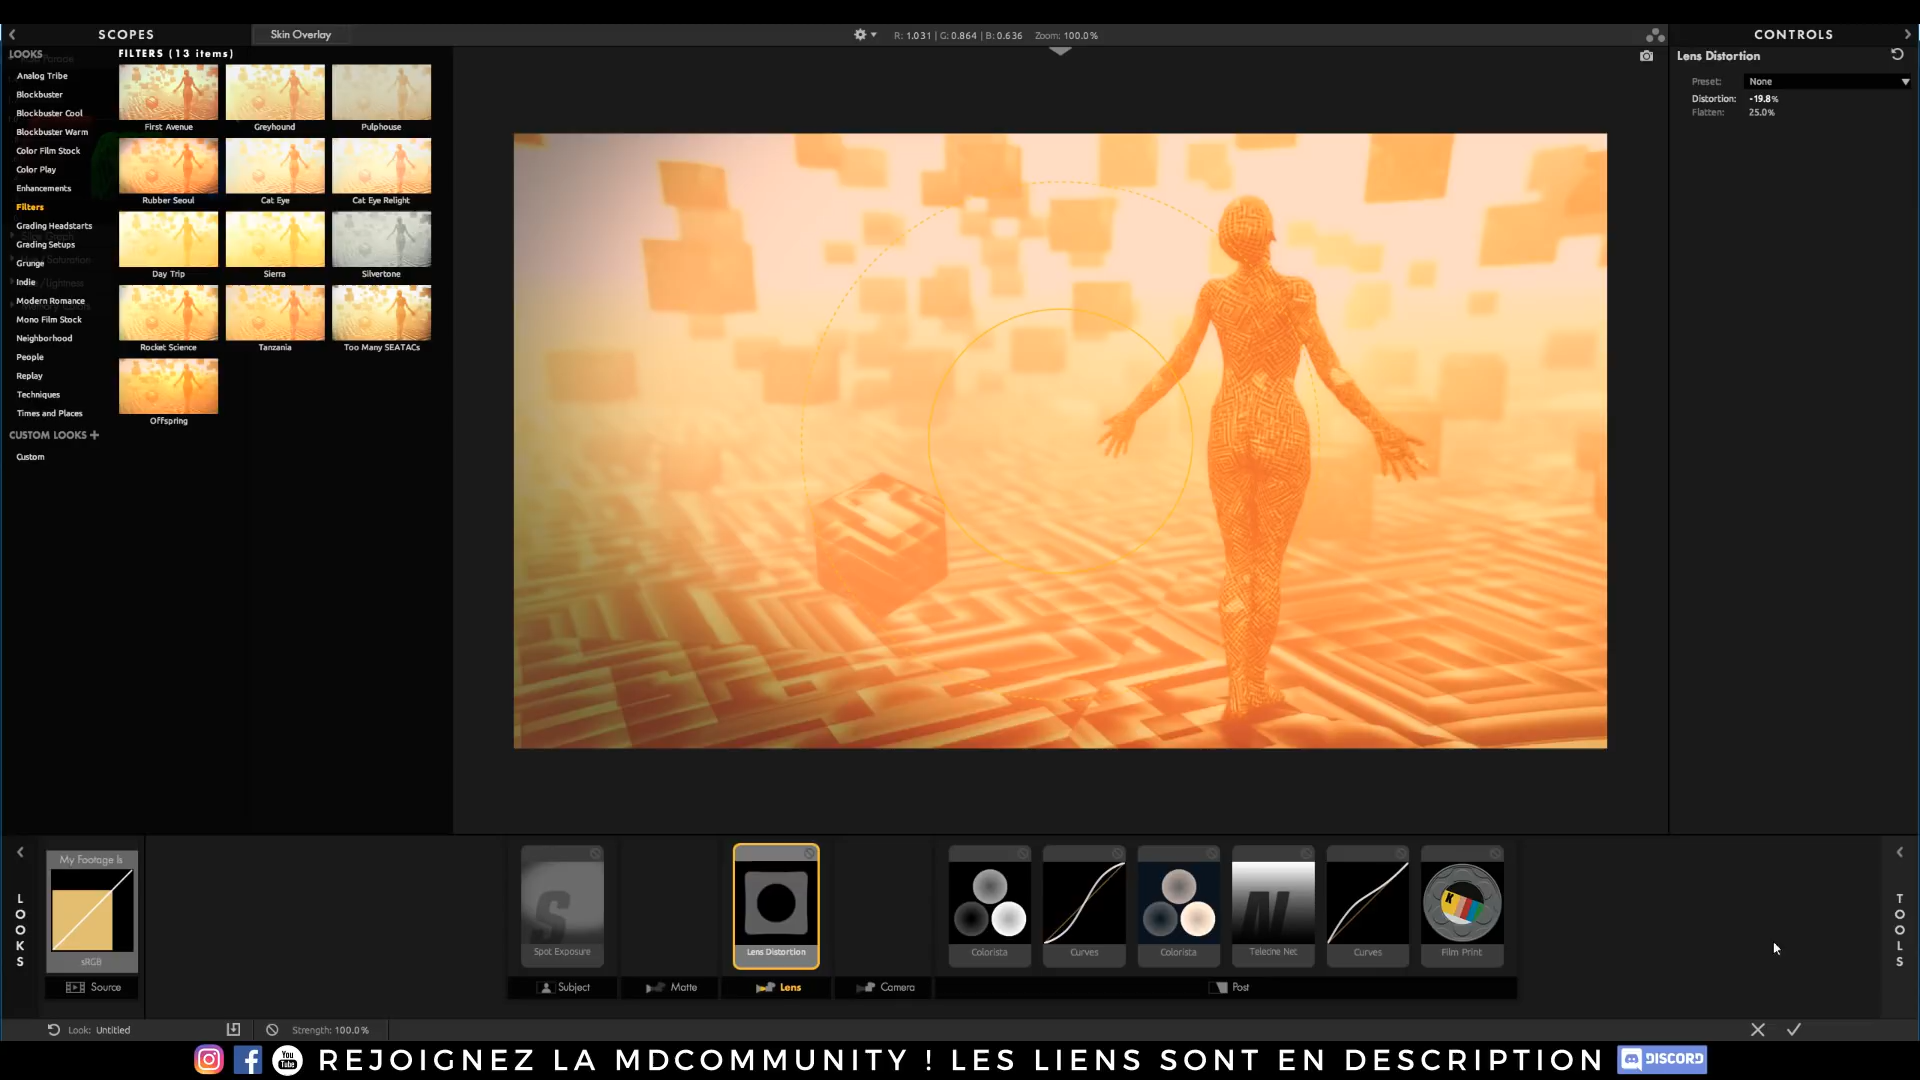 SCOPES
Skin Overlay
R: 1.031 | G: 0.864 | B: 0.636 Zoom: 100.0%
CONTROLS
LOOKS
FILTERS (13 items)
Lens Distortion
Analog Tribe
Blockbuster
Blockbuster Cool
Blockbuster Warm
Color Film Stock
Color Play
Enhancements
Filters
Grading Headstarts
Grading Setups
Grunge
Indie
Modern Romance
Mono Film Stock
Neighborhood
People
Replay
Techniques
Times and Places
CUSTOM LOOKS +
Custom
First Avenue
Greyhound
Pulphouse
Rubber Seoul
Cat Eye
Cat Eye Relight
Day Trip
Sierra
Silvertone
Rocket Science
Tanzania
Too Many SEATACs
Offspring
Preset: None
Distortion: -19.8%
Flatten: 25.0%
LOOKS
My Footage Is
sRGB
Source
S
Spot Exposure
Lens Distortion
Colorista
Curves
Colorista
N
Telecine Net
Curves
K
Film Print
Subject
Matte
Lens
Camera
Post
TOOLS
Look: Untitled
Strength: 100.0%
You Tube REJOIGNEZ LA MDCOMMUNITY ! LES LIENS SONT EN DESCRIPTION DISCORD